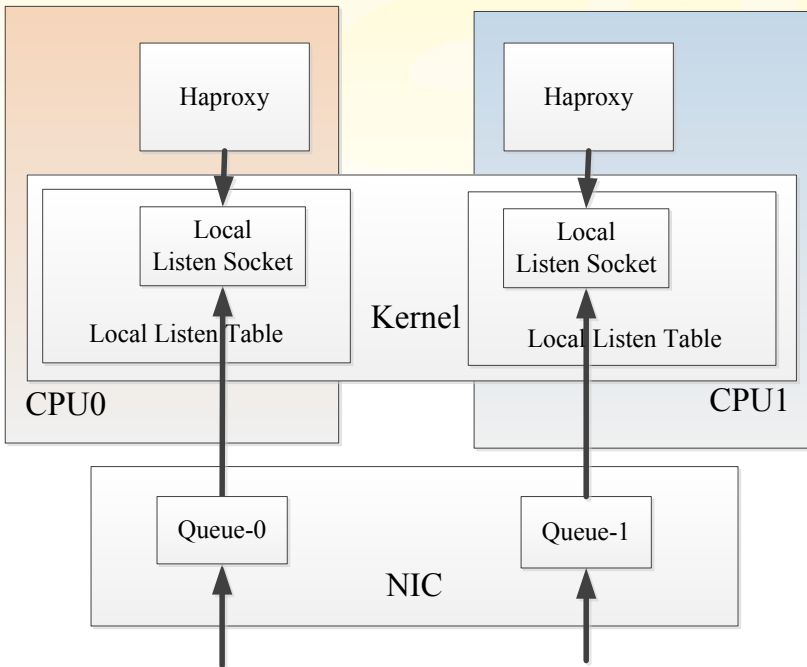 Haproxy
Haproxy
Local
Listen Socket
Local
Listen Socket
Kernel
Local Listen Table
Local Listen Table
CPU0
CPU1
Queue-0
Queue-1
NIC